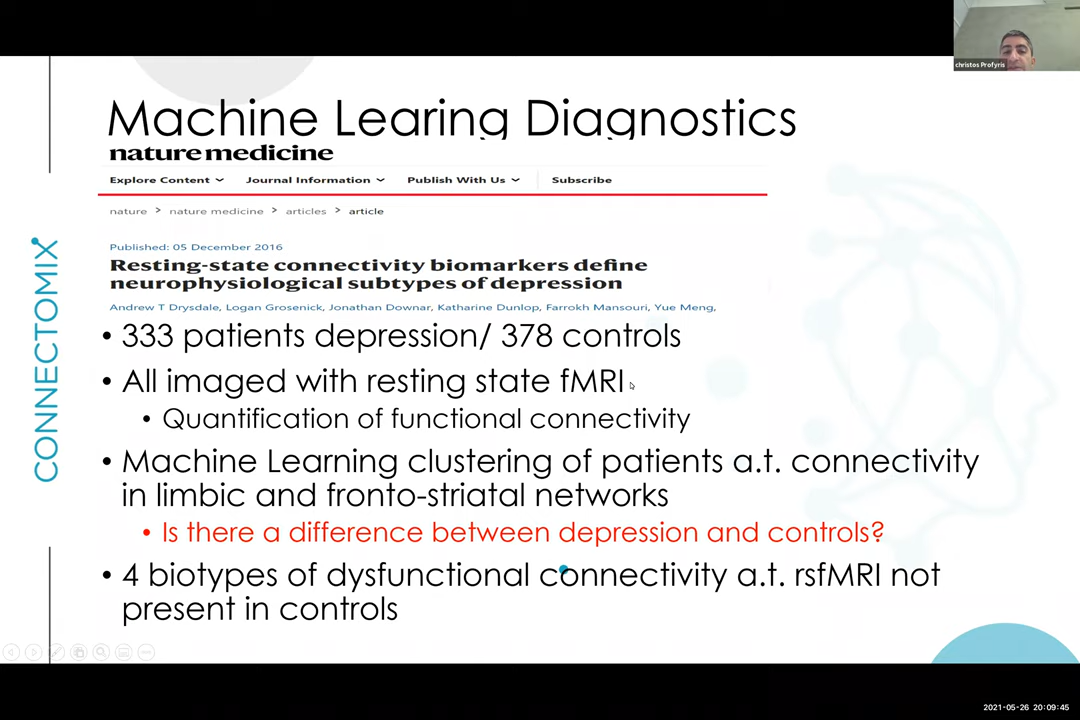 christos Profyris
Machine Learing Diagnostics
nature medicine
Explore Content
Journal Information
Publish With Us
Subscribe
nature > nature medicine > articles > article
Published: 05 December 2016
Resting-state connectivity biomarkers define
neurophysiological subtypes of depression
Andrew T Drysdale, Logan Grosenick, Jonathan Downar, Katharine Dunlop, Farrokh Mansouri, Yue Meng,
CONNECTOMIX
• 333 patients depression/ 378 controls
• All imaged with resting state fMRI
• Quantification of functional connectivity
• Machine Learning clustering of patients a.t. connectivity
in limbic and fronto-striatal networks
• Is there a difference between depression and controls?
• 4 biotypes of dysfunctional connectivity a.t. rsfMRI not
present in controls
2021-05-26 20:09:45